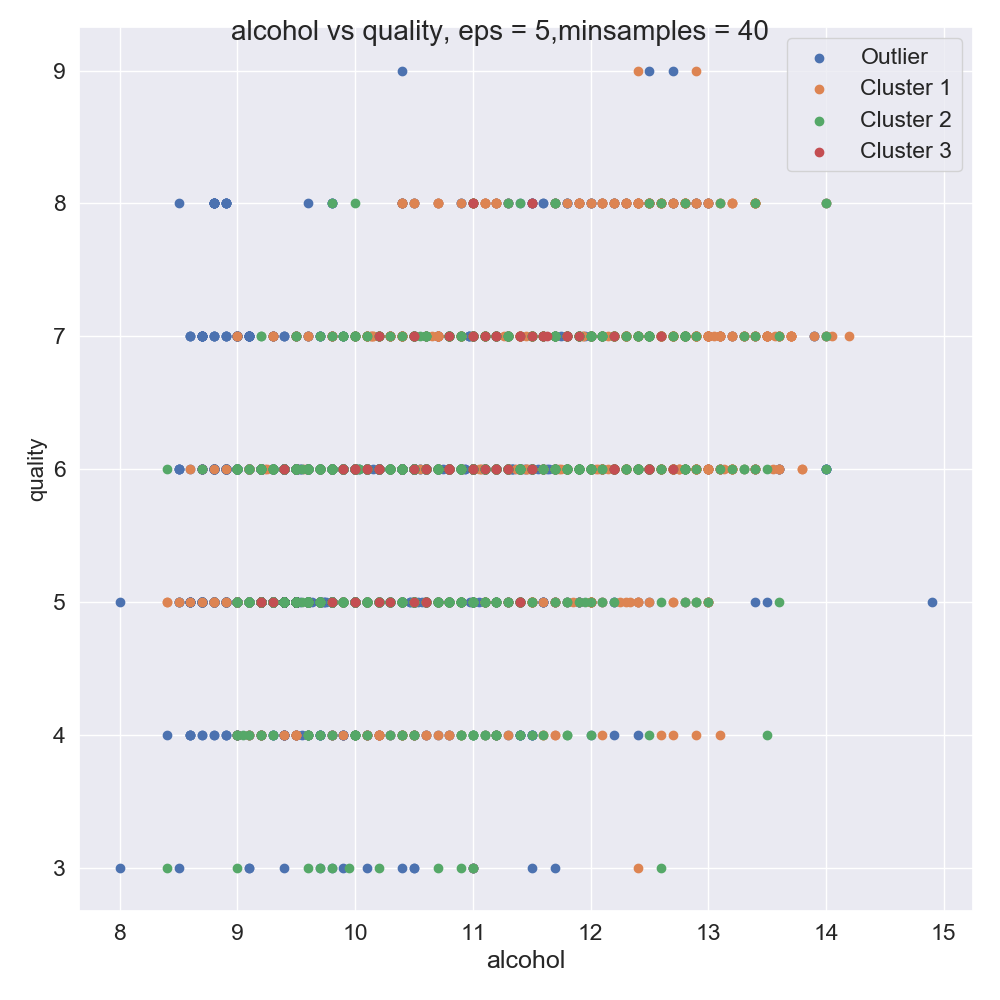 alcohol vs quality, eps = 5,minsamples = 40
Outlier
Cluster 1
Cluster 2
Cluster 3
quality
9
8
7
6
5
4
3
8 9 10 11 12 13 14 15
alcohol